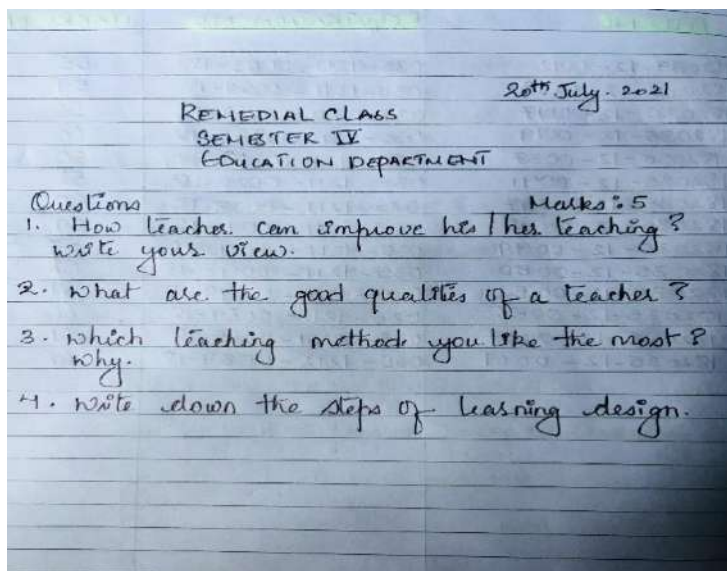 20th July. 2021
REMEDIAL CLASS
SEMESTER IV
EDUCATION DEPARTMENT
Questions Marks: 5
1. How teacher can improve his/her teaching?
write your view.
2. What are the good qualities of a teacher?
3. Which teaching method you like the most?
why.
4. Write down the steps of learning design.